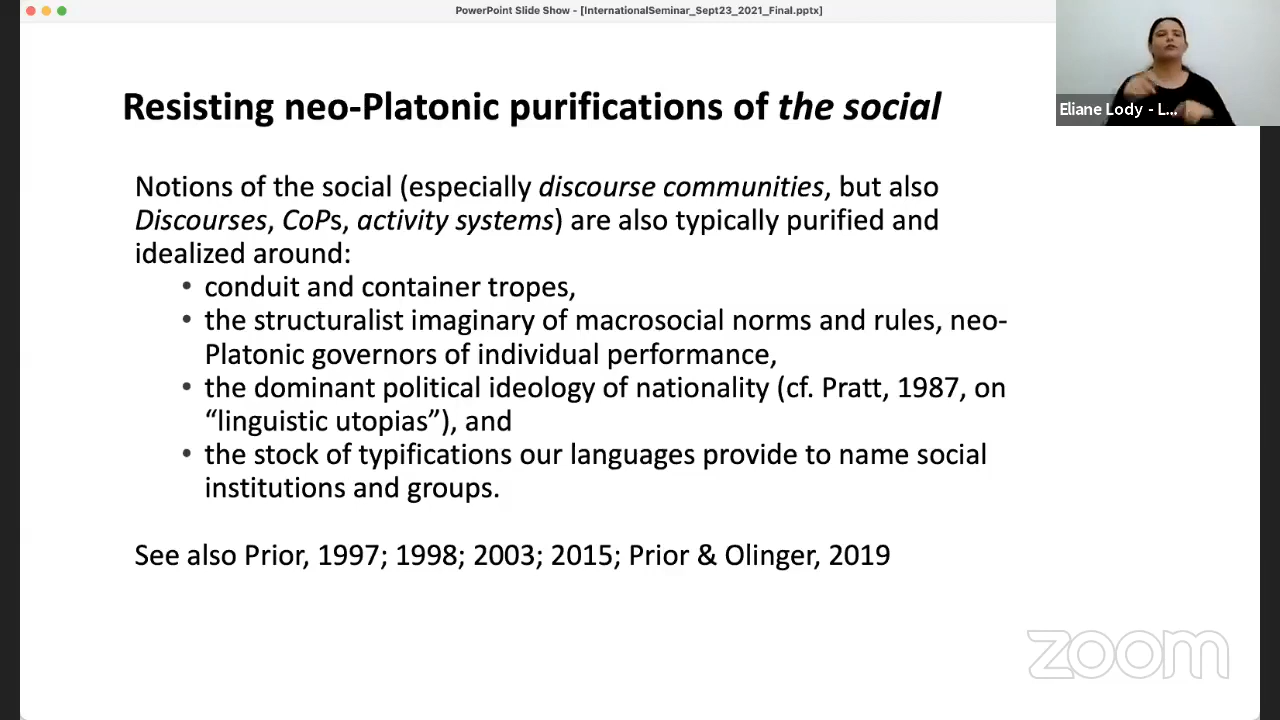 PowerPoint Slide Show - [InternationalSeminar_Sept23_2021_Final.pptx]
Resisting neo-Platonic purifications of the social
Eliane Lody - L...
Notions of the social (especially discourse communities, but also
Discourses, CoPs, activity systems) are also typically purified and
idealized around:
• conduit and container tropes,
• the structuralist imaginary of macrosocial norms and rules, neo-
Platonic governors of individual performance,
• the dominant political ideology of nationality (cf. Pratt, 1987, on
“linguistic utopias”), and
• the stock of typifications our languages provide to name social
institutions and groups.
See also Prior, 1997; 1998; 2003; 2015; Prior & Olinger, 2019
zoom